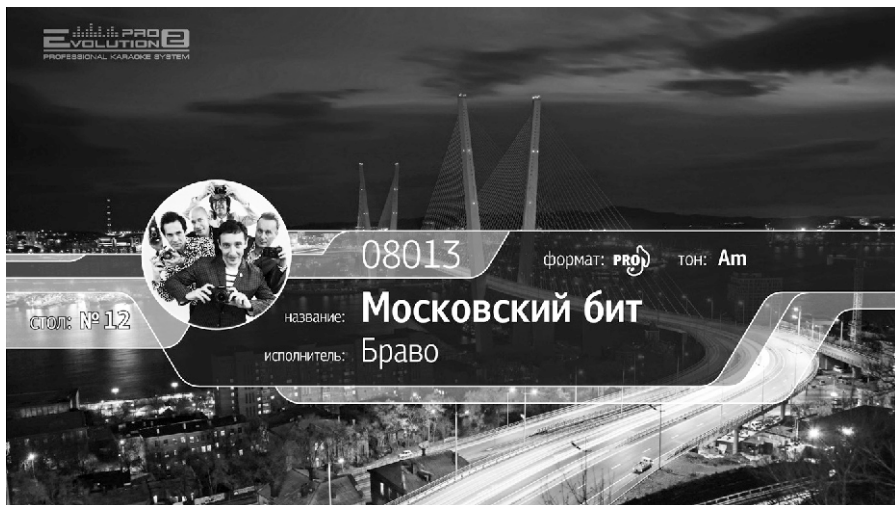 EVOLUTION PRO 2
PROFESSIONAL KARAOKE SYSTEM
08013
формат: PRO
тон: Am
стол: № 12
название: Московский бит
исполнитель: Браво